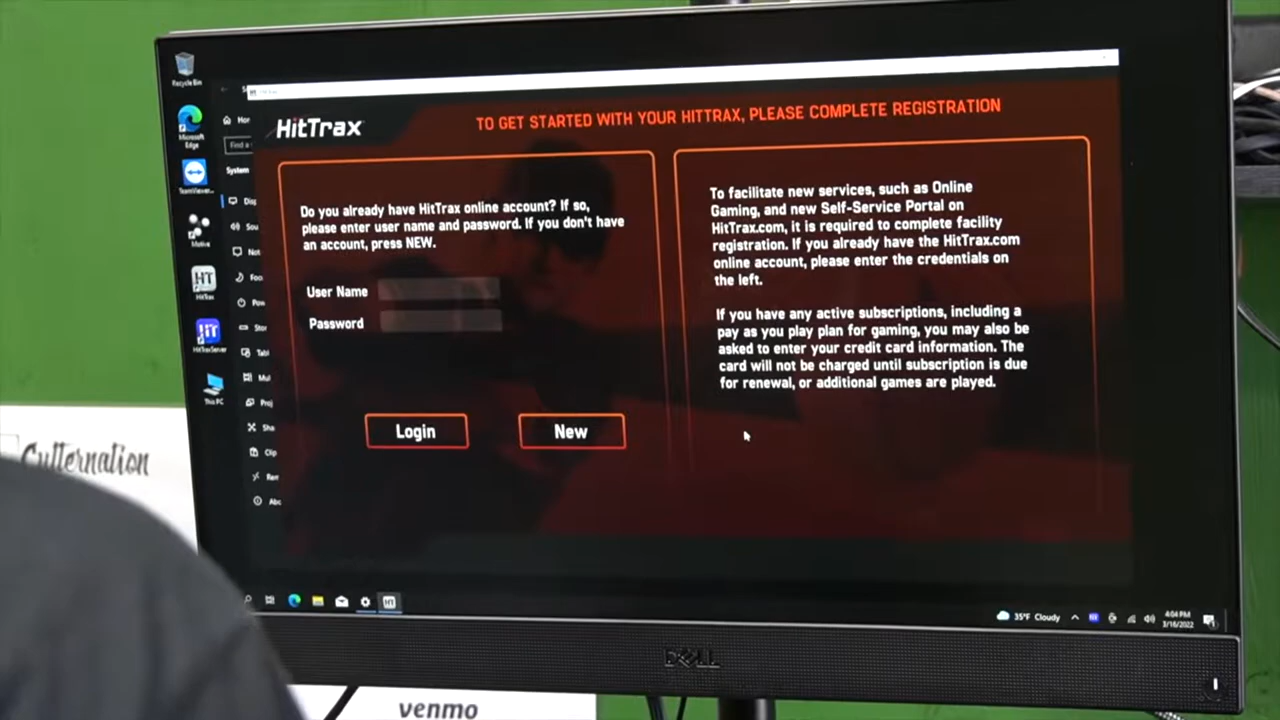 Recycle Bin
Microsoft
Edge
TeamViewer...
Motive
HT
HitTrax
HT
HitTraxServer
This PC
Find a
System
HitTrax
TO GET STARTED WITH YOUR HITTRAX, PLEASE COMPLETE REGISTRATION
Do you already have HitTrax online account? If so,
please enter user name and password. If you don't have
an account, press NEW.
User Name
Password
Login
New
To facilitate new services, such as Online
Gaming, and new Self-Service Portal on
HitTrax.com, it is required to complete facility
registration. If you already have the HitTrax.com
online account, please enter the credentials on
the left.
If you have any active subscriptions, including a
pay as you play plan for gaming, you may also be
asked to enter your credit card information. The
card will not be charged until subscription is due
for renewal, or additional games are played.
35°F Cloudy
4:04 PM
3/16/2022
DELL
Cutternation
venmo